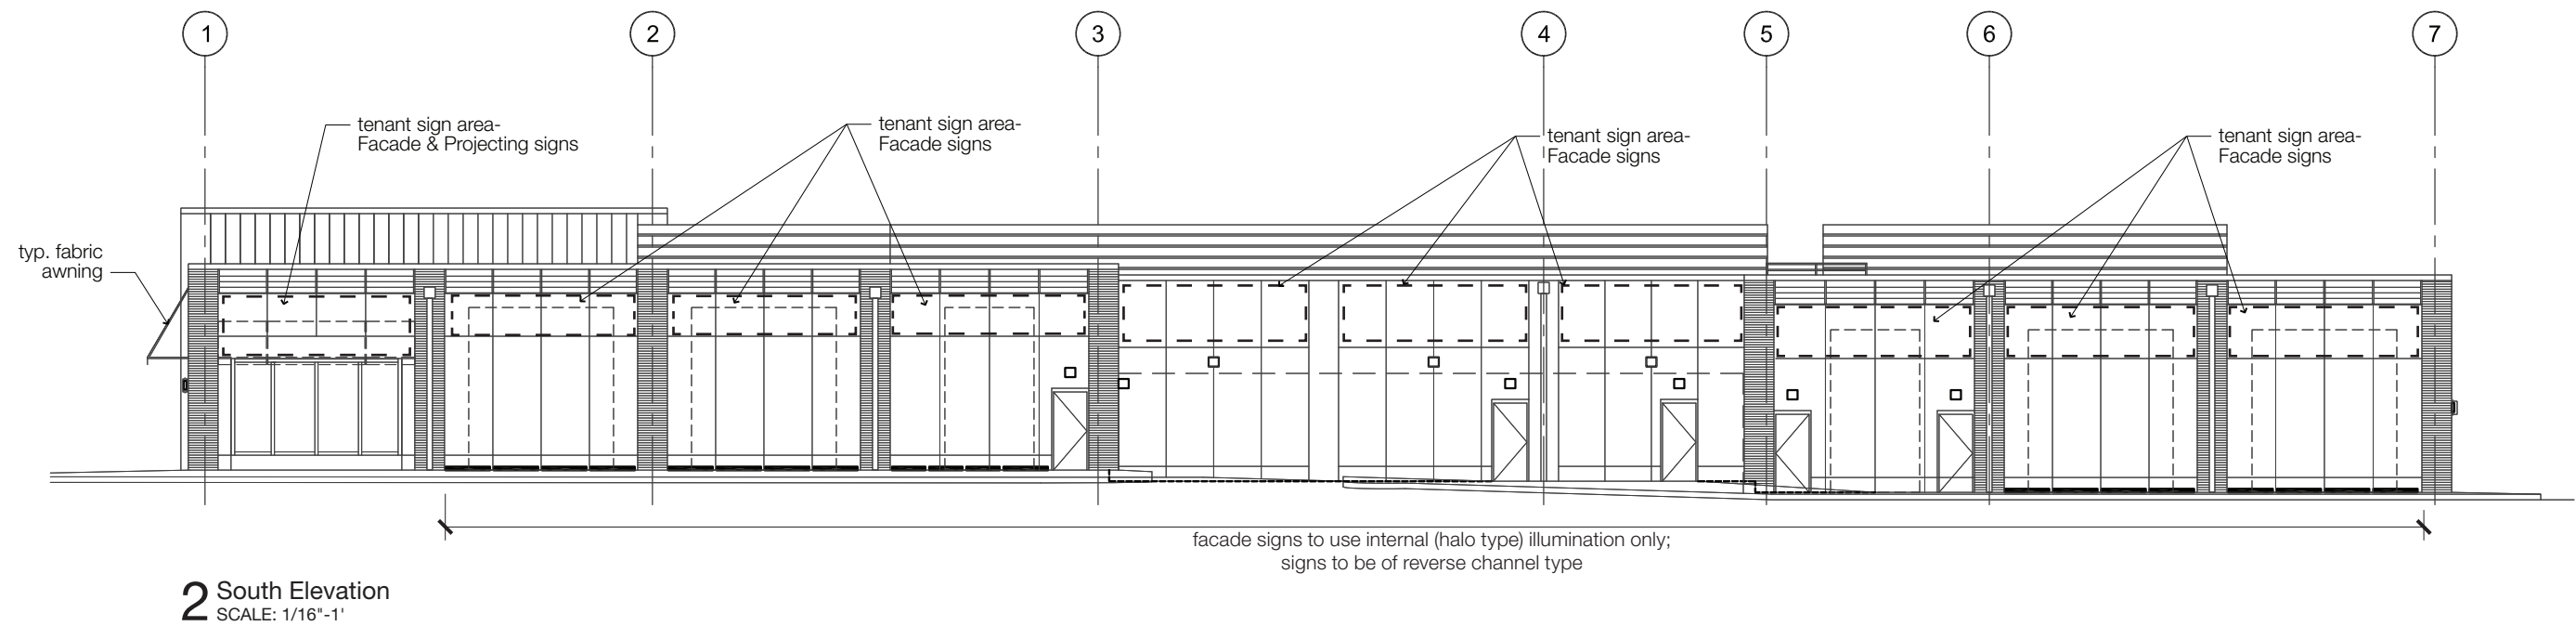 1
2
3
4
5
6
7
tenant sign area-
Facade & Projecting signs
tenant sign area-
Facade signs
tenant sign area-
Facade signs
tenant sign area-
Facade signs
typ. fabric
awning
facade signs to use internal (halo type) illumination only;
signs to be of reverse channel type
2 South Elevation
SCALE: 1/16"-1'